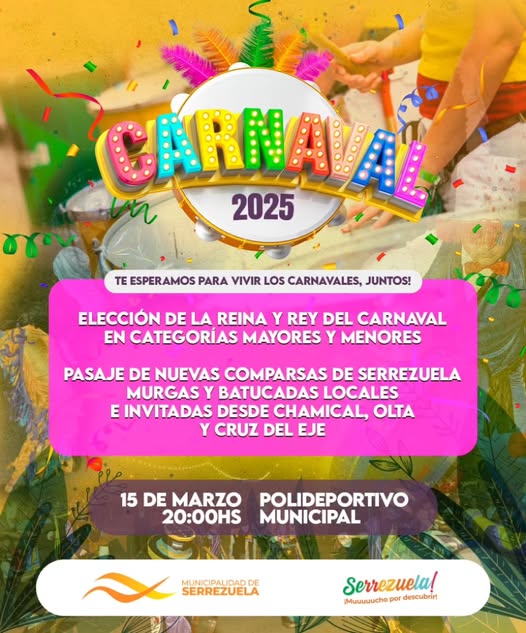 CARNAVAL
2025
TE ESPERAMOS PARA VIVIR LOS CARNAVALES, JUNTOS!
ELECCIÓN DE LA REINA Y REY DEL CARNAVAL
EN CATEGORÍAS MAYORES Y MENORES
PASAJE DE NUEVAS COMPARSAS DE SERREZUELA
MURGAS Y BATUCADAS LOCALES
E INVITADAS DESDE CHAMICAL, OLTA
Y CRUZ DEL EJE
15 DE MARZO
20:00HS
POLIDEPORTIVO
MUNICIPAL
MUNICIPALIDAD DE
SERREZUELA
Serrezuela!
¡Muuuuucho por descubrir!